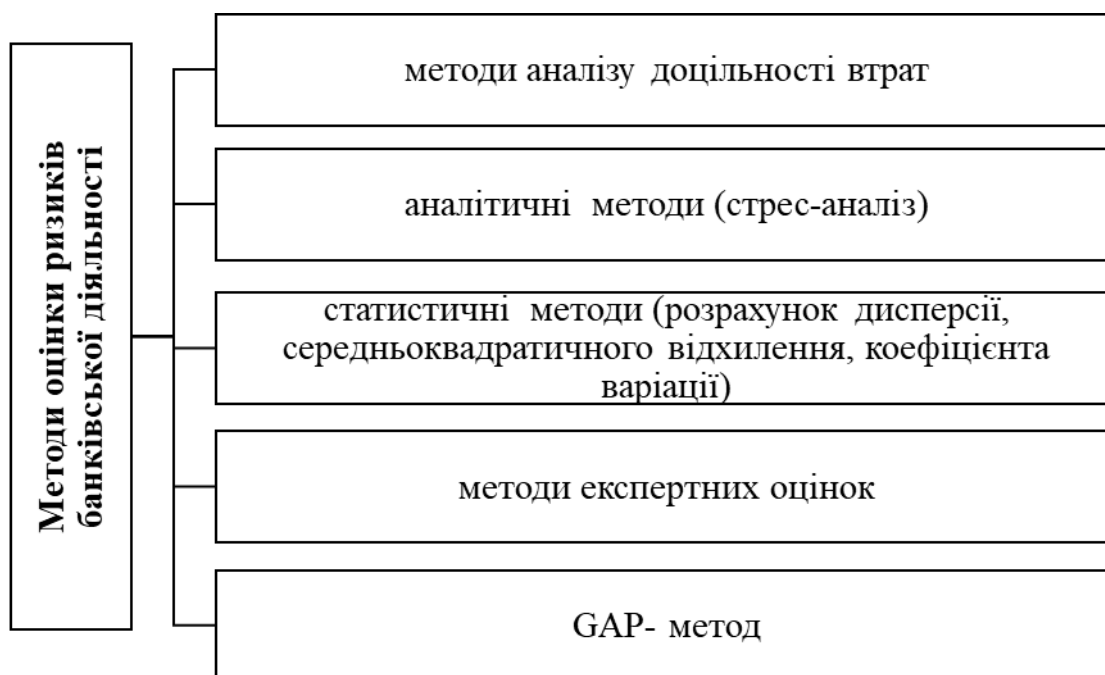 Методи оцінки ризиків
банківської діяльності
методи аналізу доцільності втрат
аналітичні методи (стрес-аналіз)
статистичні методи (розрахунок дисперсії,
середньоквадратичного відхилення, коефіцієнта
варіації)
методи експертних оцінок
GAP- метод